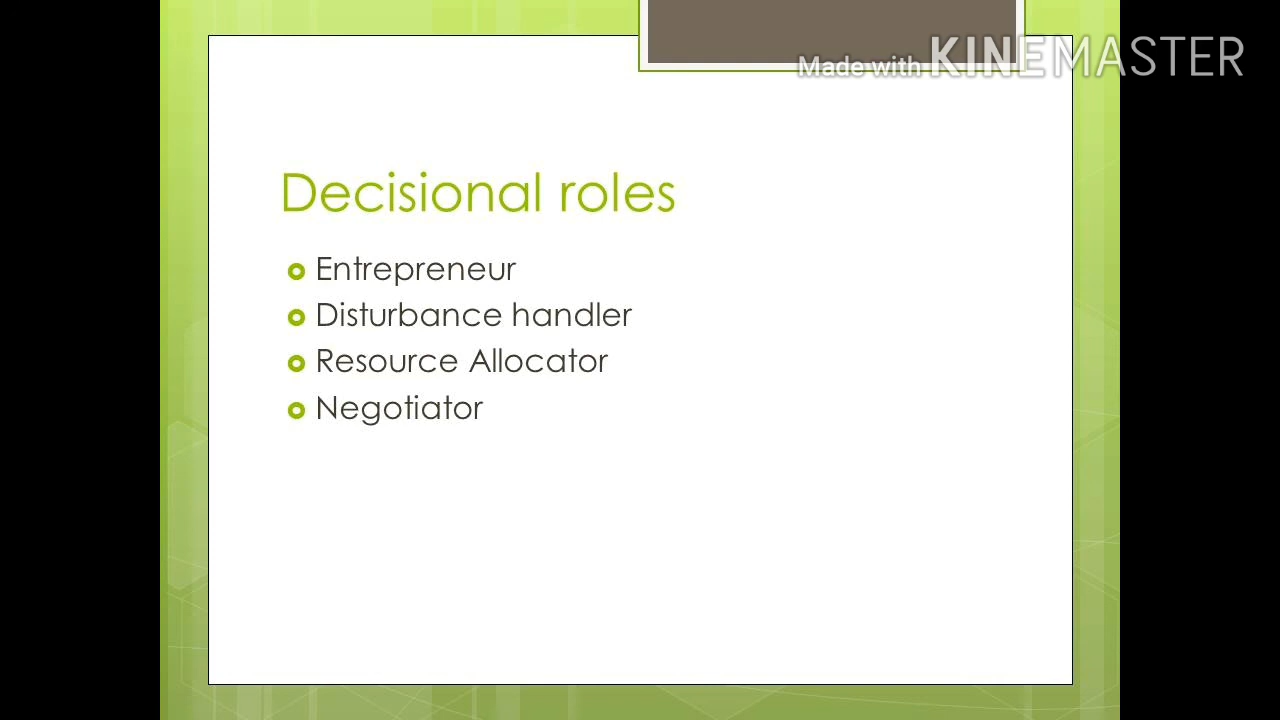 Made with KINEMASTER
Decisional roles
Entrepreneur
Disturbance handler
Resource Allocator
Negotiator